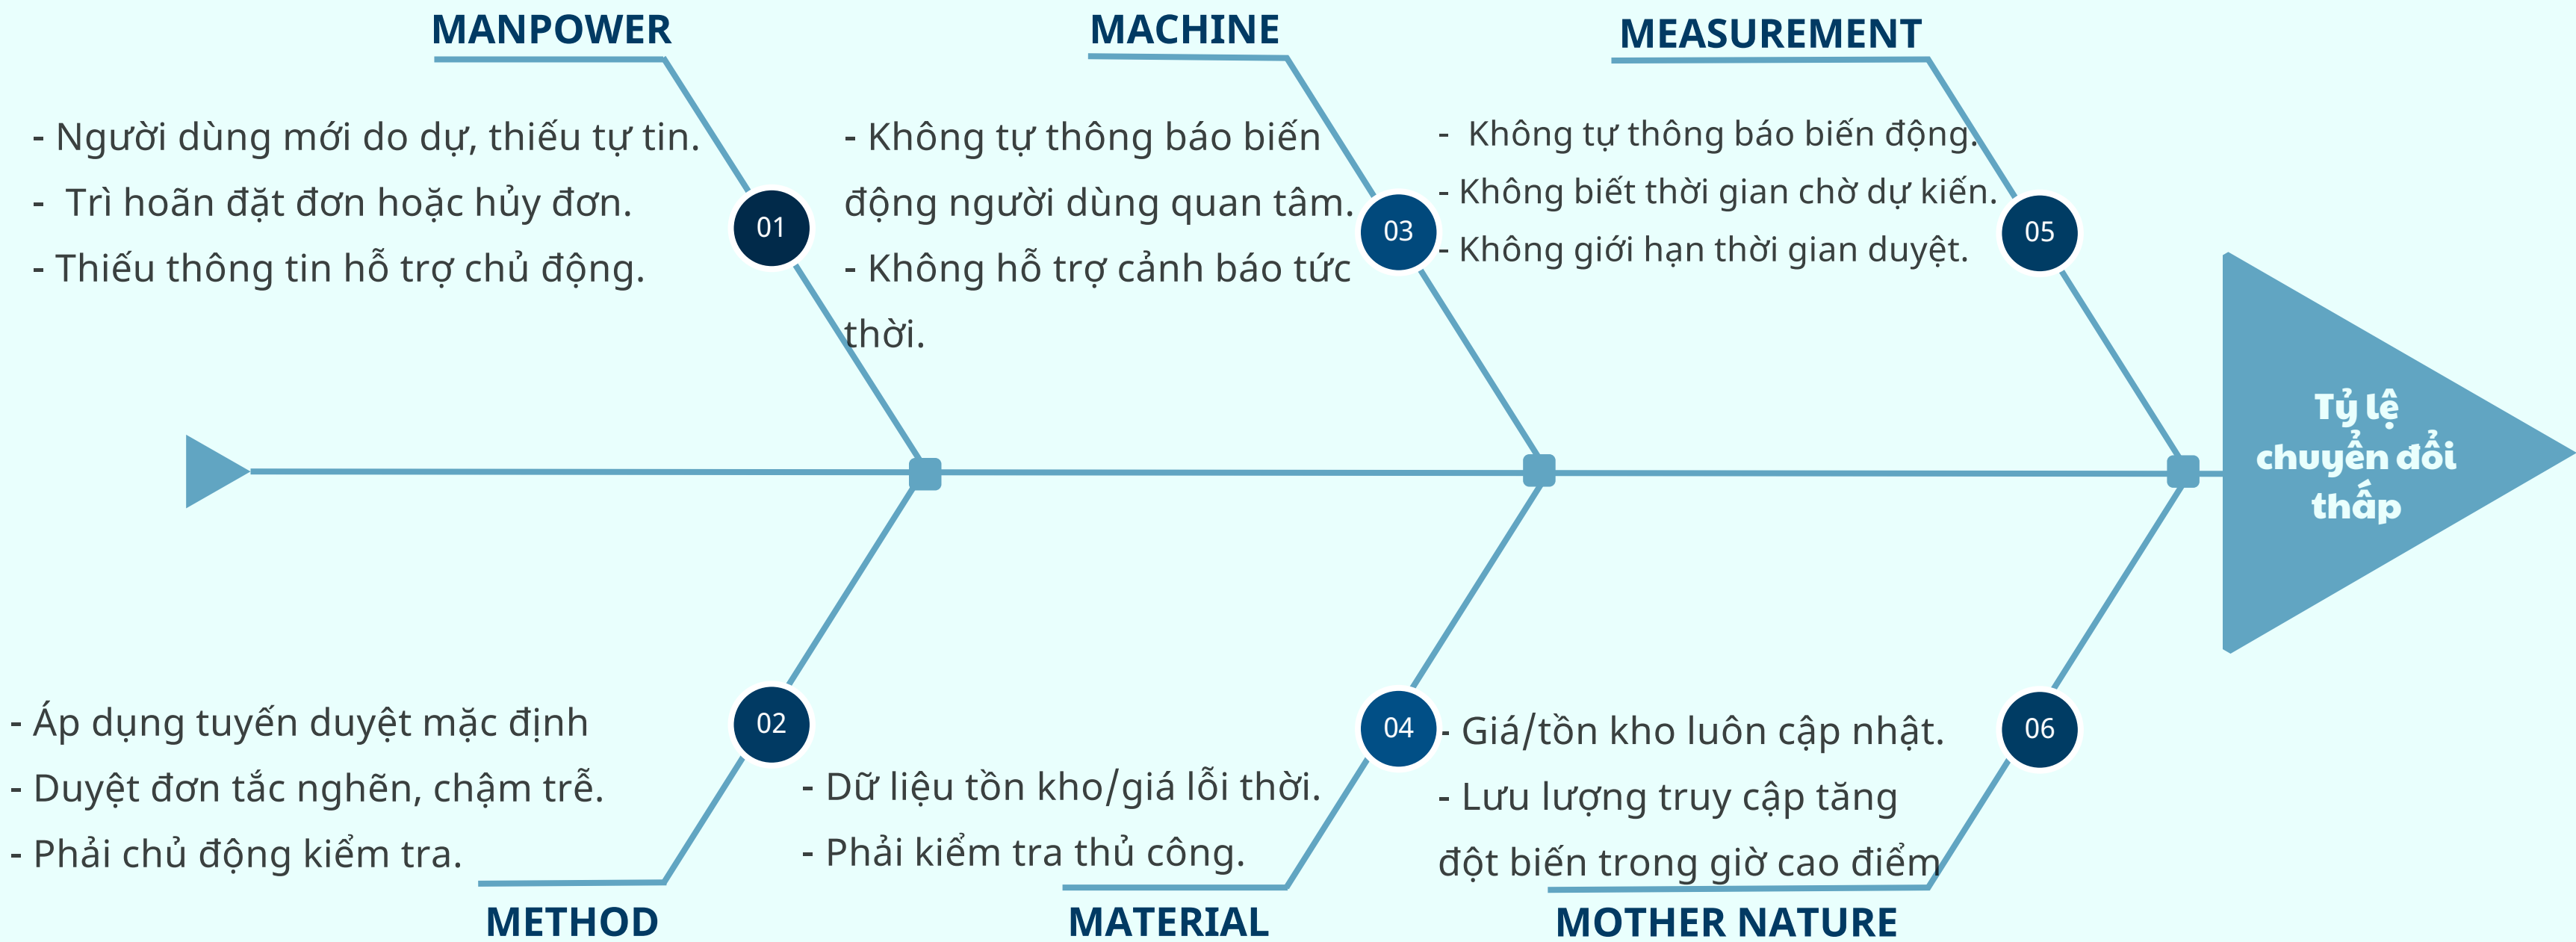 MANPOWER
- Người dùng mới do dự, thiếu tự tin.
- Trì hoãn đặt đơn hoặc hủy đơn.
- Thiếu thông tin hỗ trợ chủ động.
01
MACHINE
- Không tự thông báo biến
động người dùng quan tâm.
- Không hỗ trợ cảnh báo tức
thời.
03
MEASUREMENT
- Không tự thông báo biến động.
- Không biết thời gian chờ dự kiến.
- Không giới hạn thời gian duyệt.
05
Tỷ lệ
chuyển đổi
thấp
- Áp dụng tuyến duyệt mặc định
- Duyệt đơn tắc nghẽn, chậm trễ.
- Phải chủ động kiểm tra.
02
METHOD
- Dữ liệu tồn kho/giá lỗi thời.
- Phải kiểm tra thủ công.
04
MATERIAL
- Giá/tồn kho luôn cập nhật.
- Lưu lượng truy cập tăng
đột biến trong giờ cao điểm
06
MOTHER NATURE